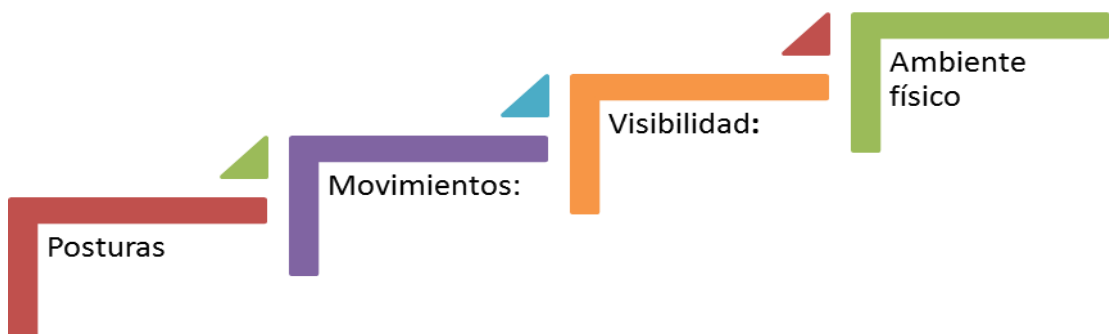 Posturas
Movimientos:
Visibilidad:
Ambiente
físico